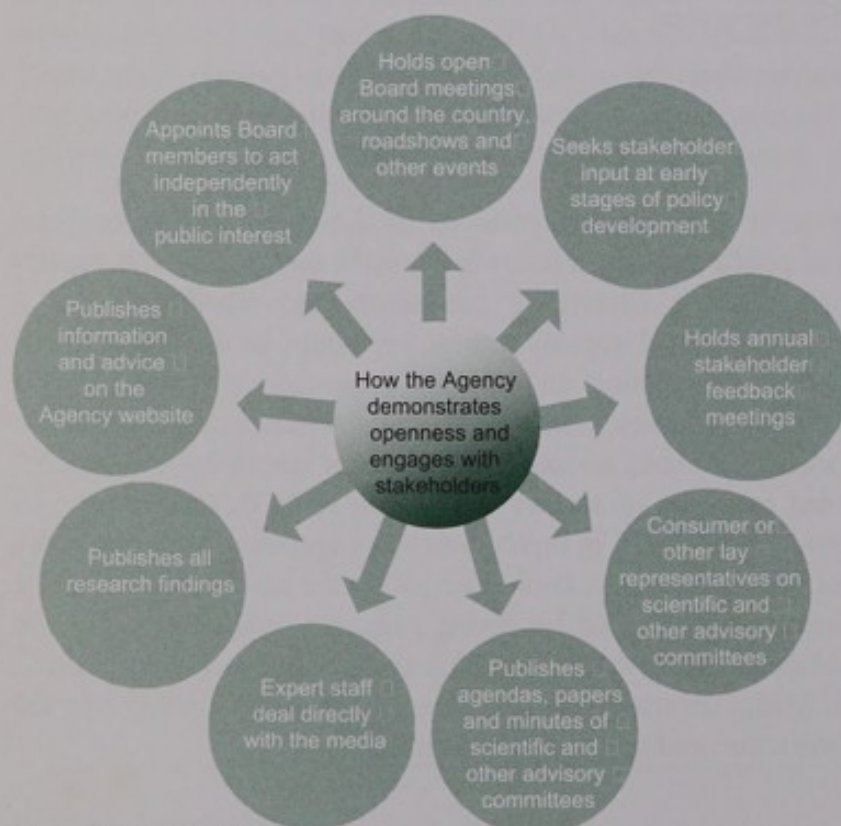 How the Agency
demonstrates
openness and
engages with
stakeholders
Holds open
Board meetings
around the country,
roadshows and
other events
Seeks stakeholder
input at early
stages of policy
development
Holds annual
stakeholder
feedback
meetings
Consumer or
other lay
representatives on
scientific and
other advisory
committees
Publishes
agendas, papers
and minutes of
scientific and
other advisory
committees
Expert staff
deal directly
with the media
Publishes all
research findings
Publishes
information
and advice
on the
Agency website
Appoints Board
members to act
independently
in the
public interest